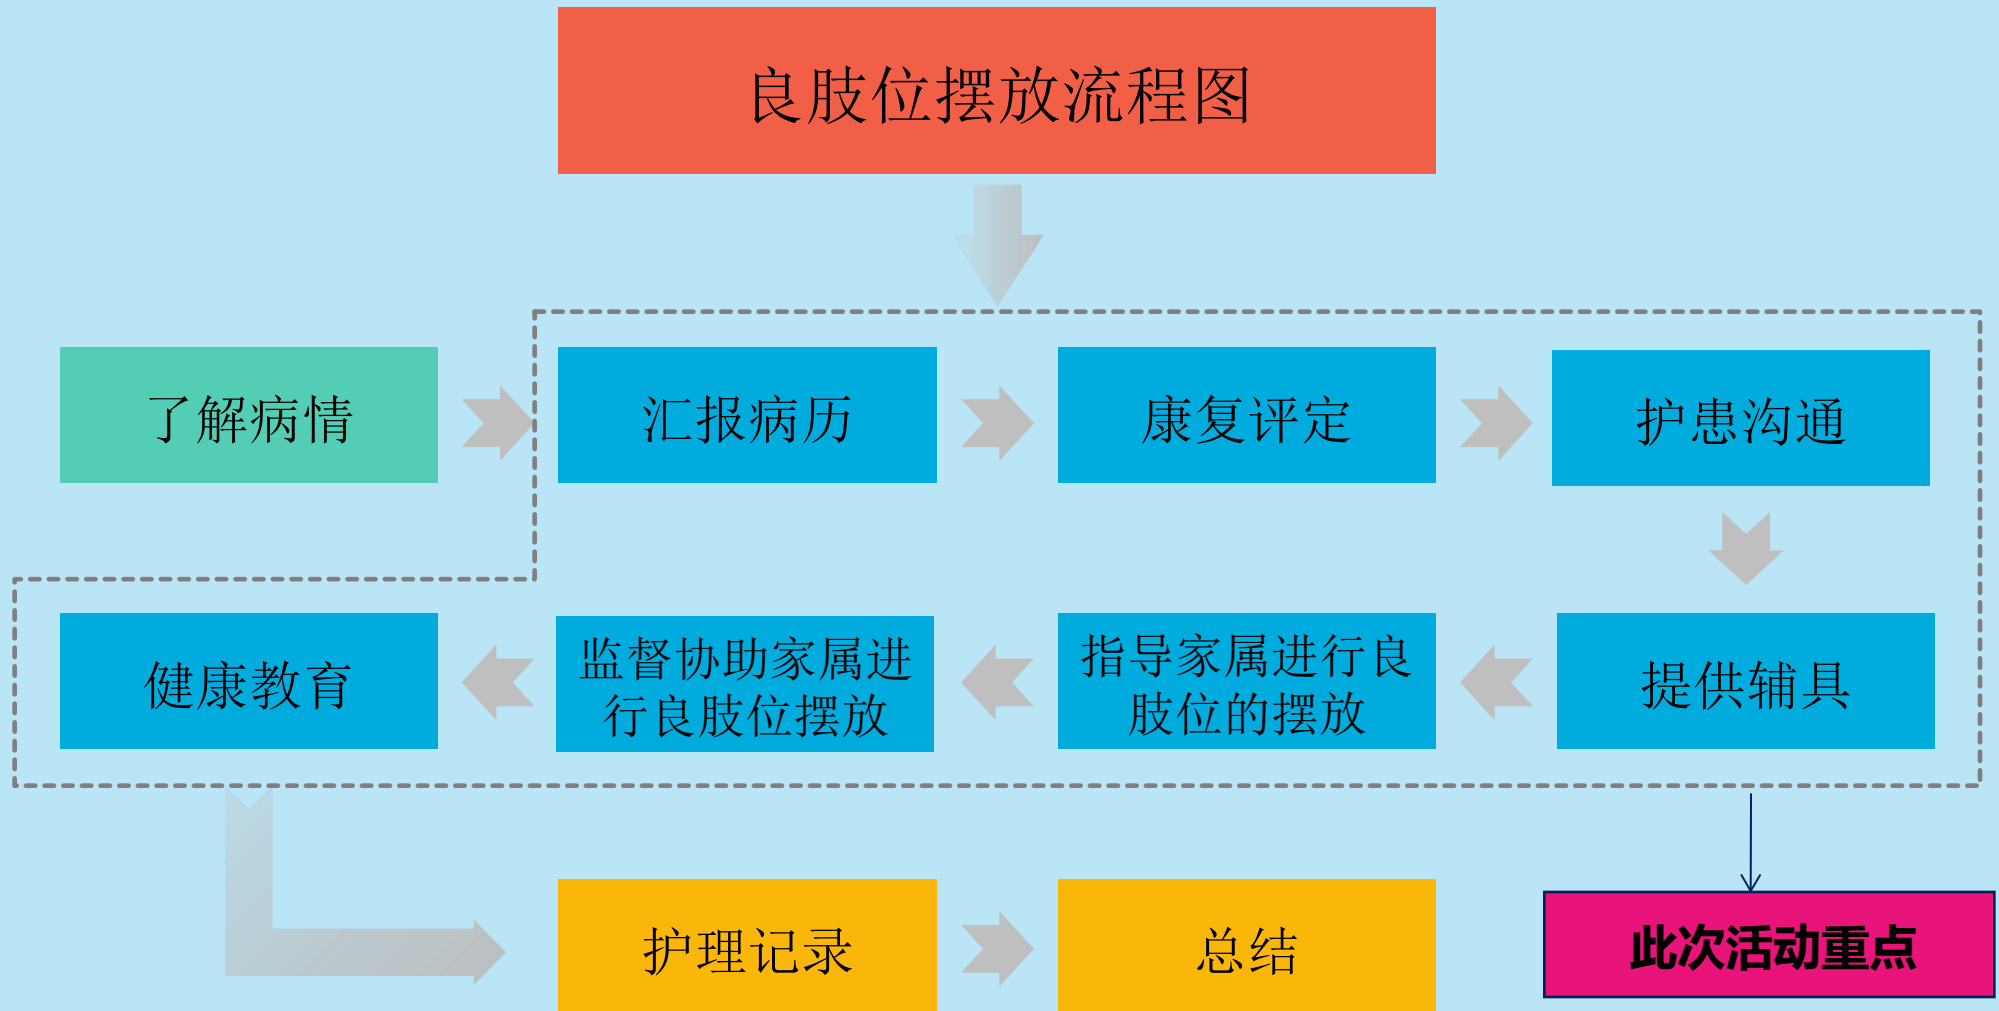 良肢位摆放流程图
了解病情
汇报病历
康复评定
护患沟通
提供辅具
指导家属进行良
肢位的摆放
监督协助家属进
行良肢位摆放
健康教育
护理记录
总结
此次活动重点